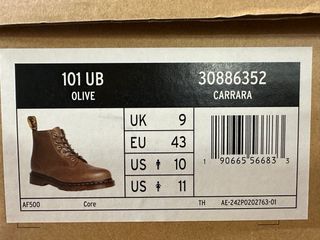 101 UB
OLIVE
30886352
CARRARA
UK 9
EU 43
US 10
US 11
1 90665 56683 3
AF500
Core
TH
AE-242P0202763-01